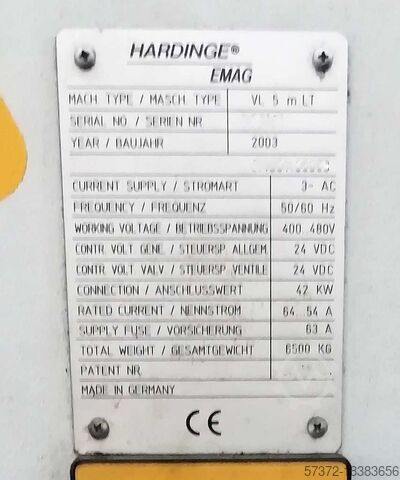 HARDINGE®
EMAG
MACH. TYPE / MASCH TYPE VL 5 m LT
SERIAL NO / SERIEN NR
YEAR / BAUJAHR 2003
CURRENT SUPPLY / STROMART 3~ AC
FREQUENCY / FREQUENZ 50/60 Hz
WORKING VOLTAGE / BETRIEBSSPANNUNG 400..480V
CONTR VOLT GENE / STEUERSP. ALLGEM. 24 VDC
CONTR VOLT VALV / STEUERSP. VENTILE 24 VDC
CONNECTION / ANSCHLUSSWERT 42 KW
RATED CURRENT / NENNSTROM 64..54 A
SUPPLY FUSE / VORSICHERUNG 63 A
TOTAL WEIGHT / GESAMTGEWICHT 6500 KG
PATENT NR
MADE IN GERMANY
CE
57372-18383656